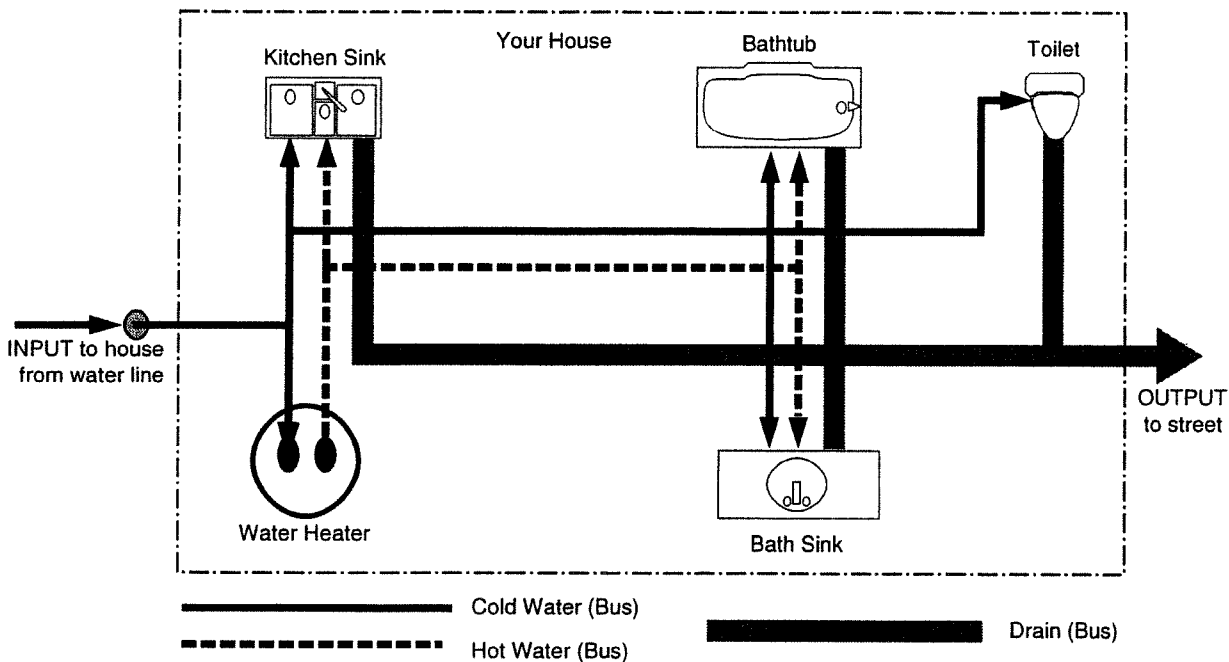 Your House
Kitchen Sink
Bathtub
Toilet
INPUT to house
from water line
OUTPUT
to street
Water Heater
Bath Sink
Cold Water (Bus)
Hot Water (Bus)
Drain (Bus)